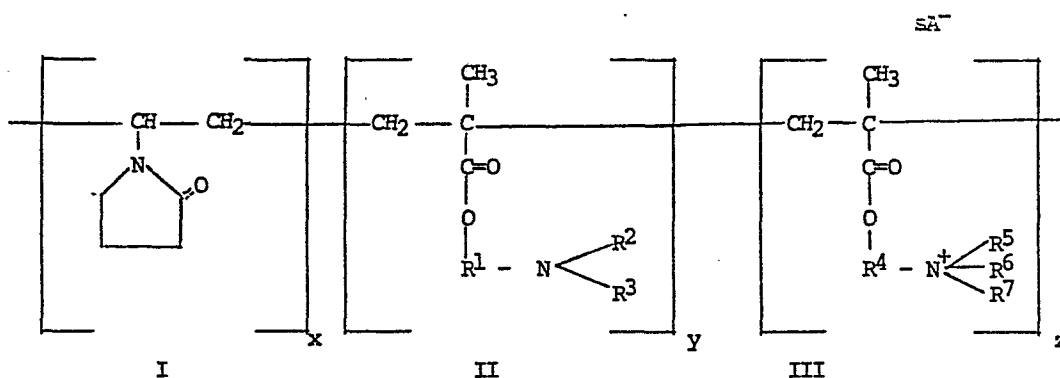 sA⁻
CH₃ CH₃
CH — CH₂ CH₂ — C CH₂ — C
N O C=O C=O
O O
R¹ — N R² R³ R⁴ — N⁺ R⁵ R⁶ R⁷
x y z
I II III